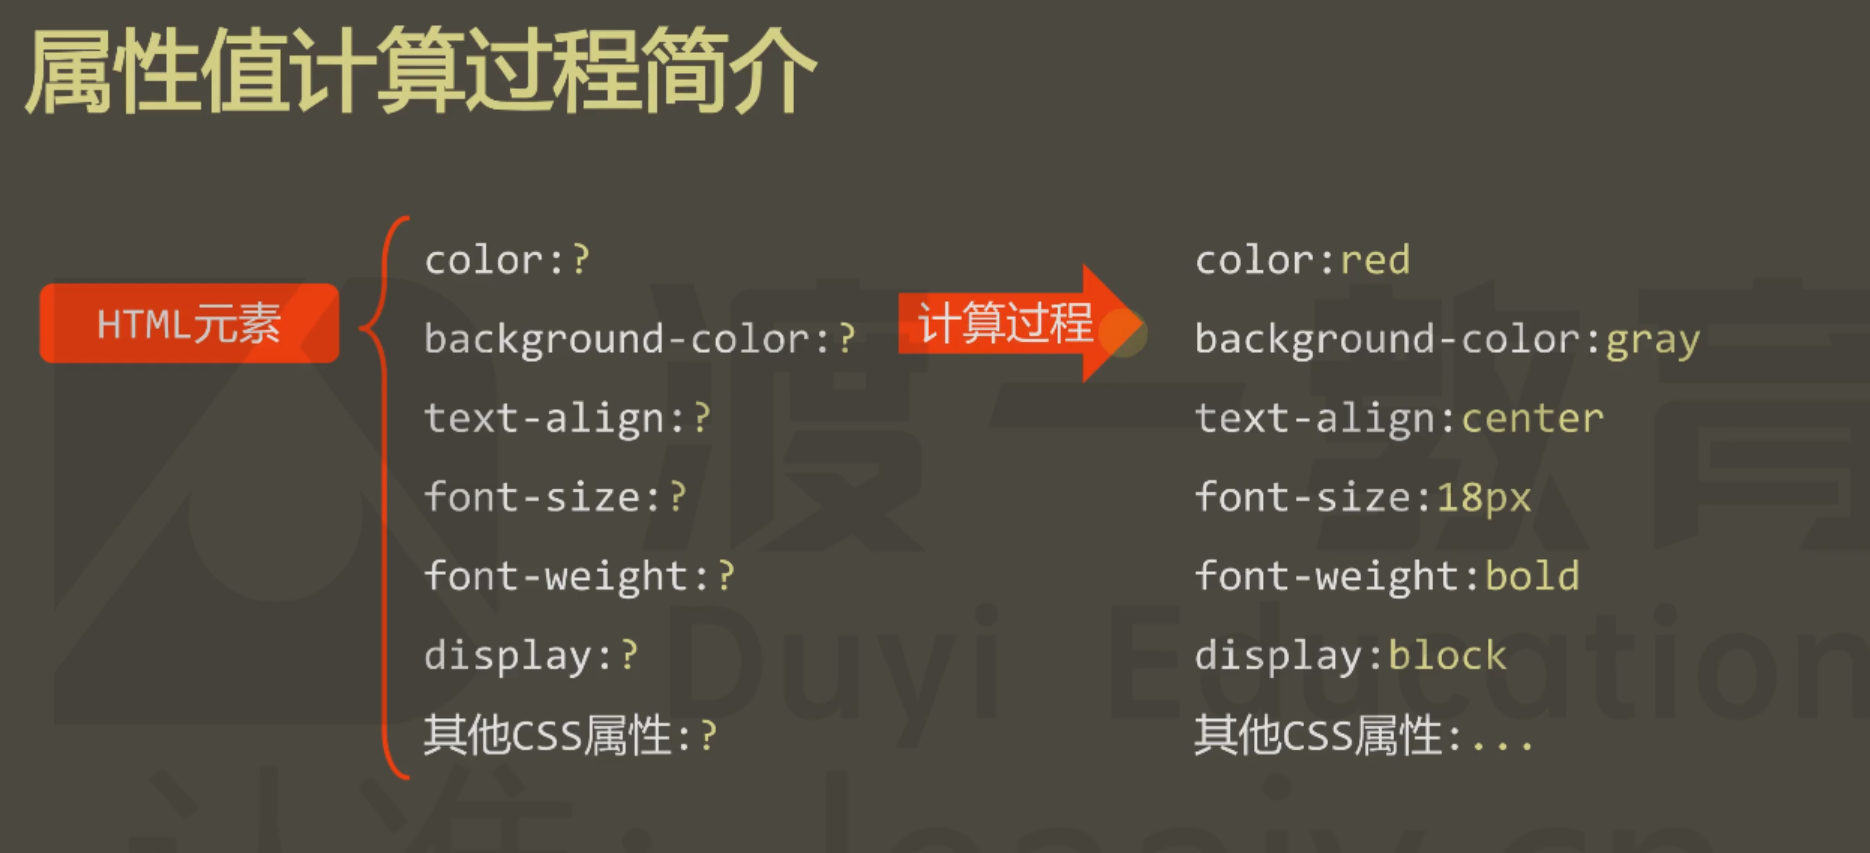 属性值计算过程简介
HTML元素
color:?
background-color:?
text-align:?
font-size:?
font-weight:?
display:?
其他CSS属性:?
计算过程
color:red
background-color:gray
text-align:center
font-size:18px
font-weight:bold
display:block
其他CSS属性:...
渡一教育
Duyi Education